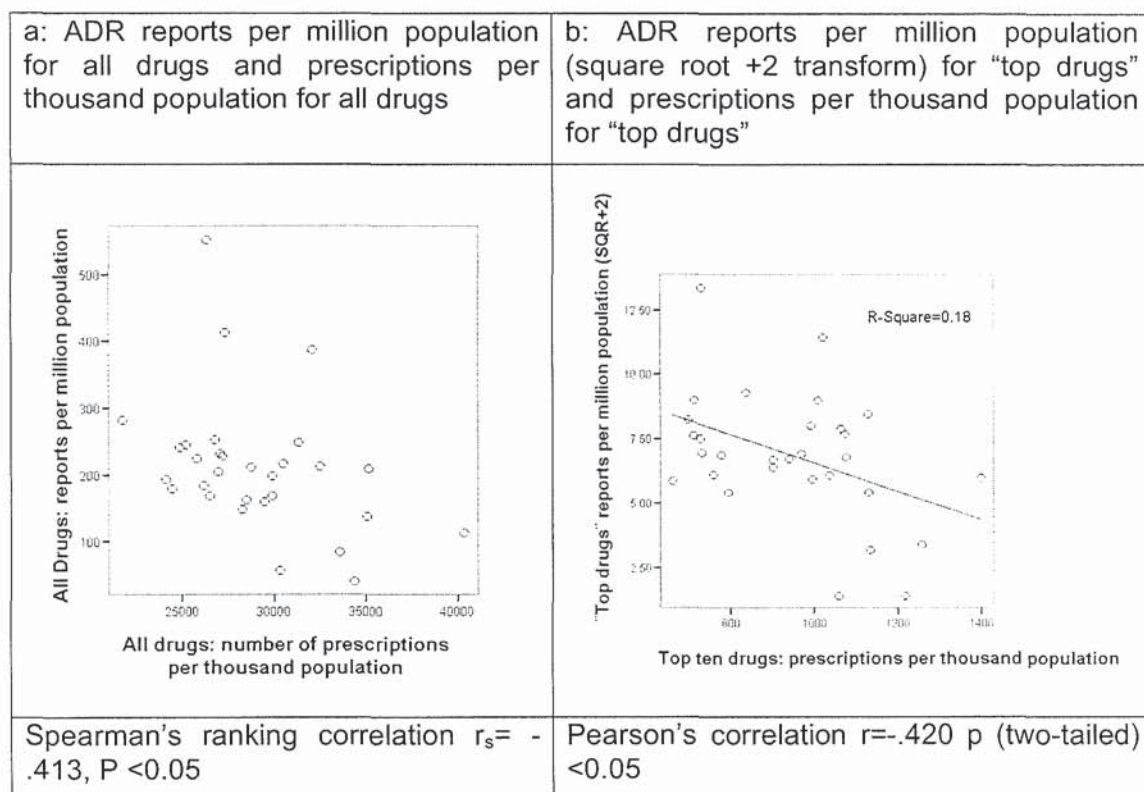 a: ADR reports per million population
for all drugs and prescriptions per
thousand population for all drugs
b: ADR reports per million population
(square root +2 transform) for "top drugs"
and prescriptions per thousand population
for "top drugs"
All Drugs: reports per million population
500
400
300
200
100
25000 30000 35000 40000
All drugs: number of prescriptions
per thousand population
"Top drugs" reports per million population (SQR+2)
R-Square=0.18
7.50
5.00
2.50
1000 1200 1400
Top ten drugs: prescriptions per thousand population
Spearman's ranking correlation rs= -
.413, P <0.05
Pearson's correlation r=-.420 p (two-tailed)
<0.05